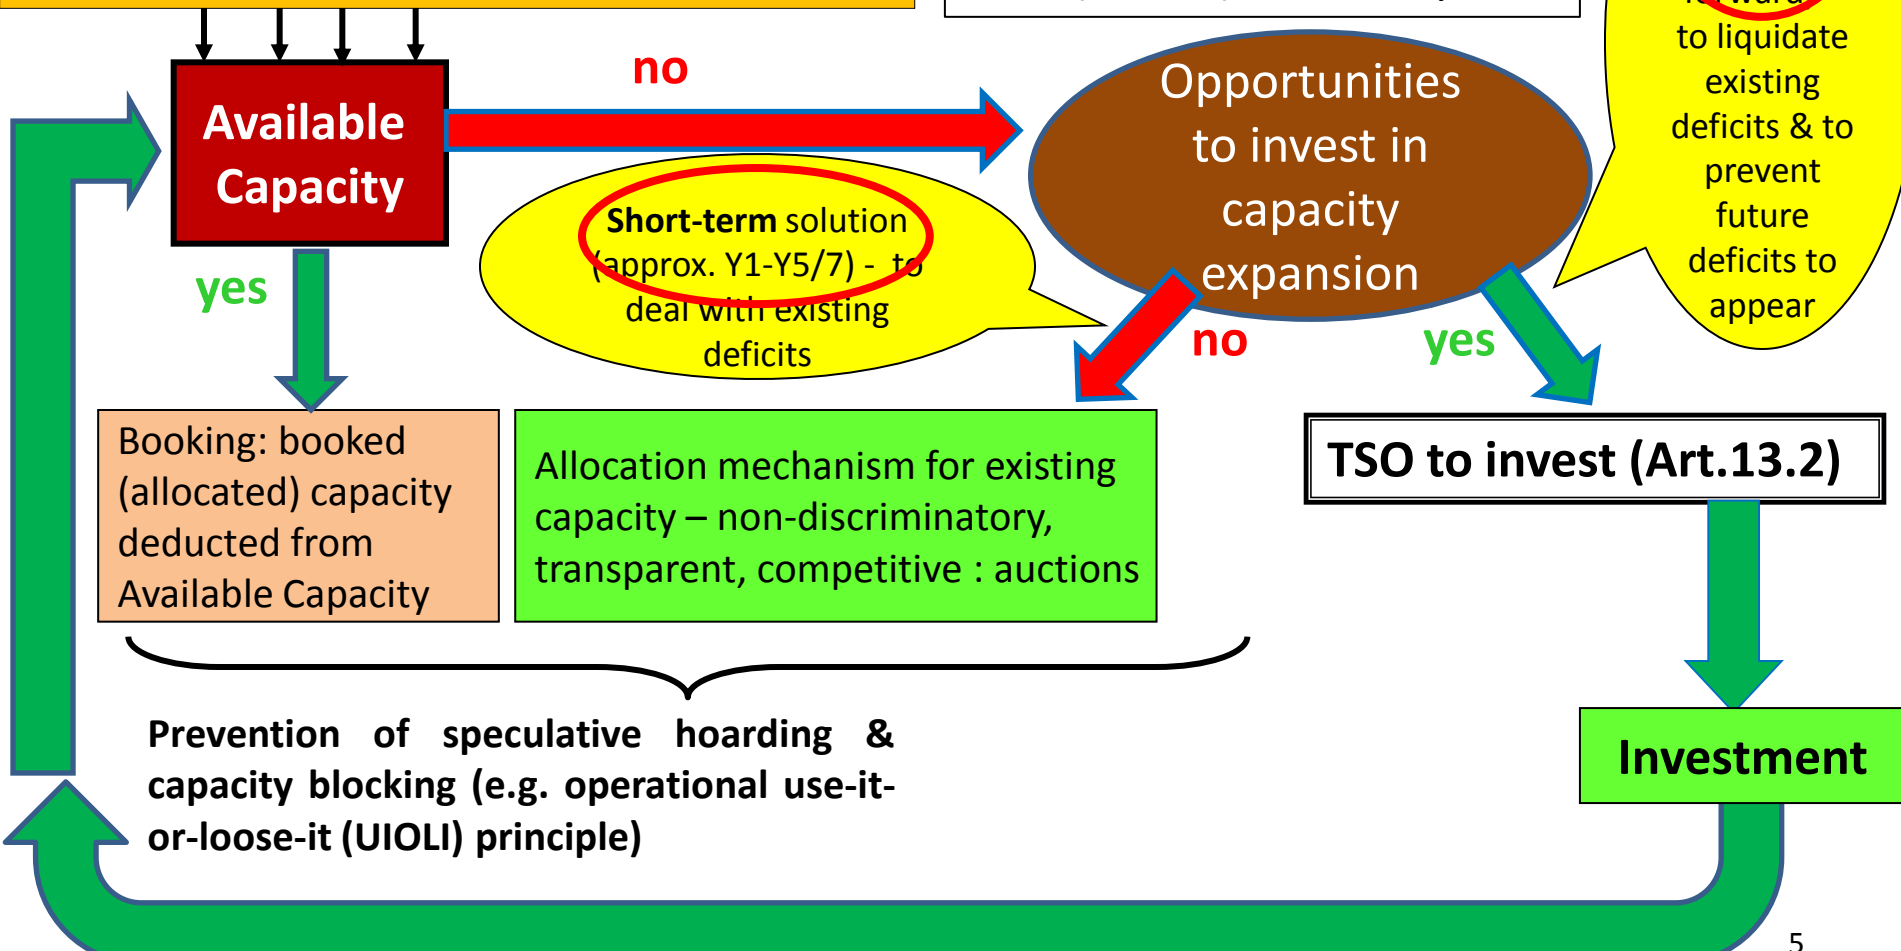 no
Available
Capacity
Opportunities
to invest in
capacity
expansion
to liquidate
existing
deficits & to
prevent
future
deficits to
appear
Short-term solution
(approx. Y1-Y5/7) - to
deal with existing
deficits
yes
no
yes
Booking: booked
(allocated) capacity
deducted from
Available Capacity
Allocation mechanism for existing
capacity – non-discriminatory,
transparent, competitive : auctions
TSO to invest (Art.13.2)
Prevention of speculative hoarding &
capacity blocking (e.g. operational use-it-
or-loose-it (UIOLI) principle)
Investment
5